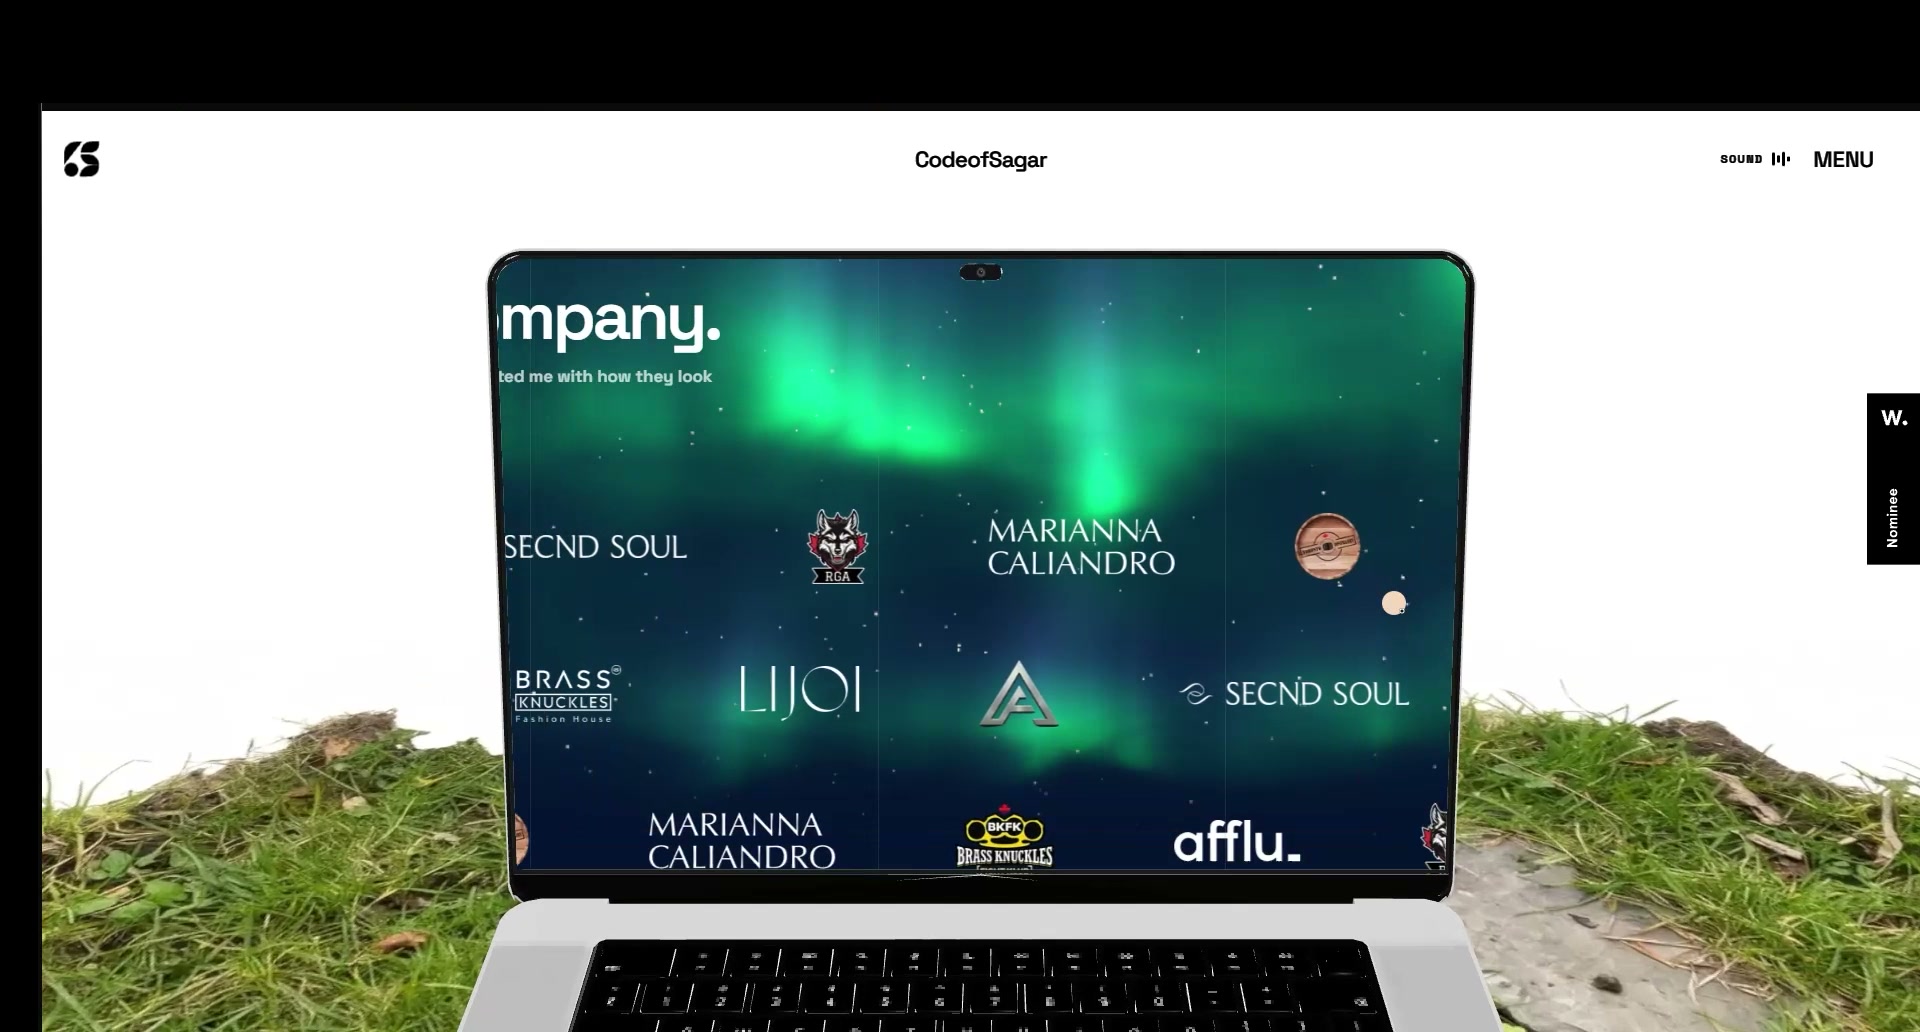 CodeofSagar
SOUND
MENU
ompany.
ted me with how they look
W.
Nominee
SECND SOUL
RGA
MARIANNA
CALIANDRO
BRASS
KNUCKLES
Fashion House
LIJOI
SECND SOUL
MARIANNA
CALIANDRO
BKFK
BRASS KNUCKLES
afflu.